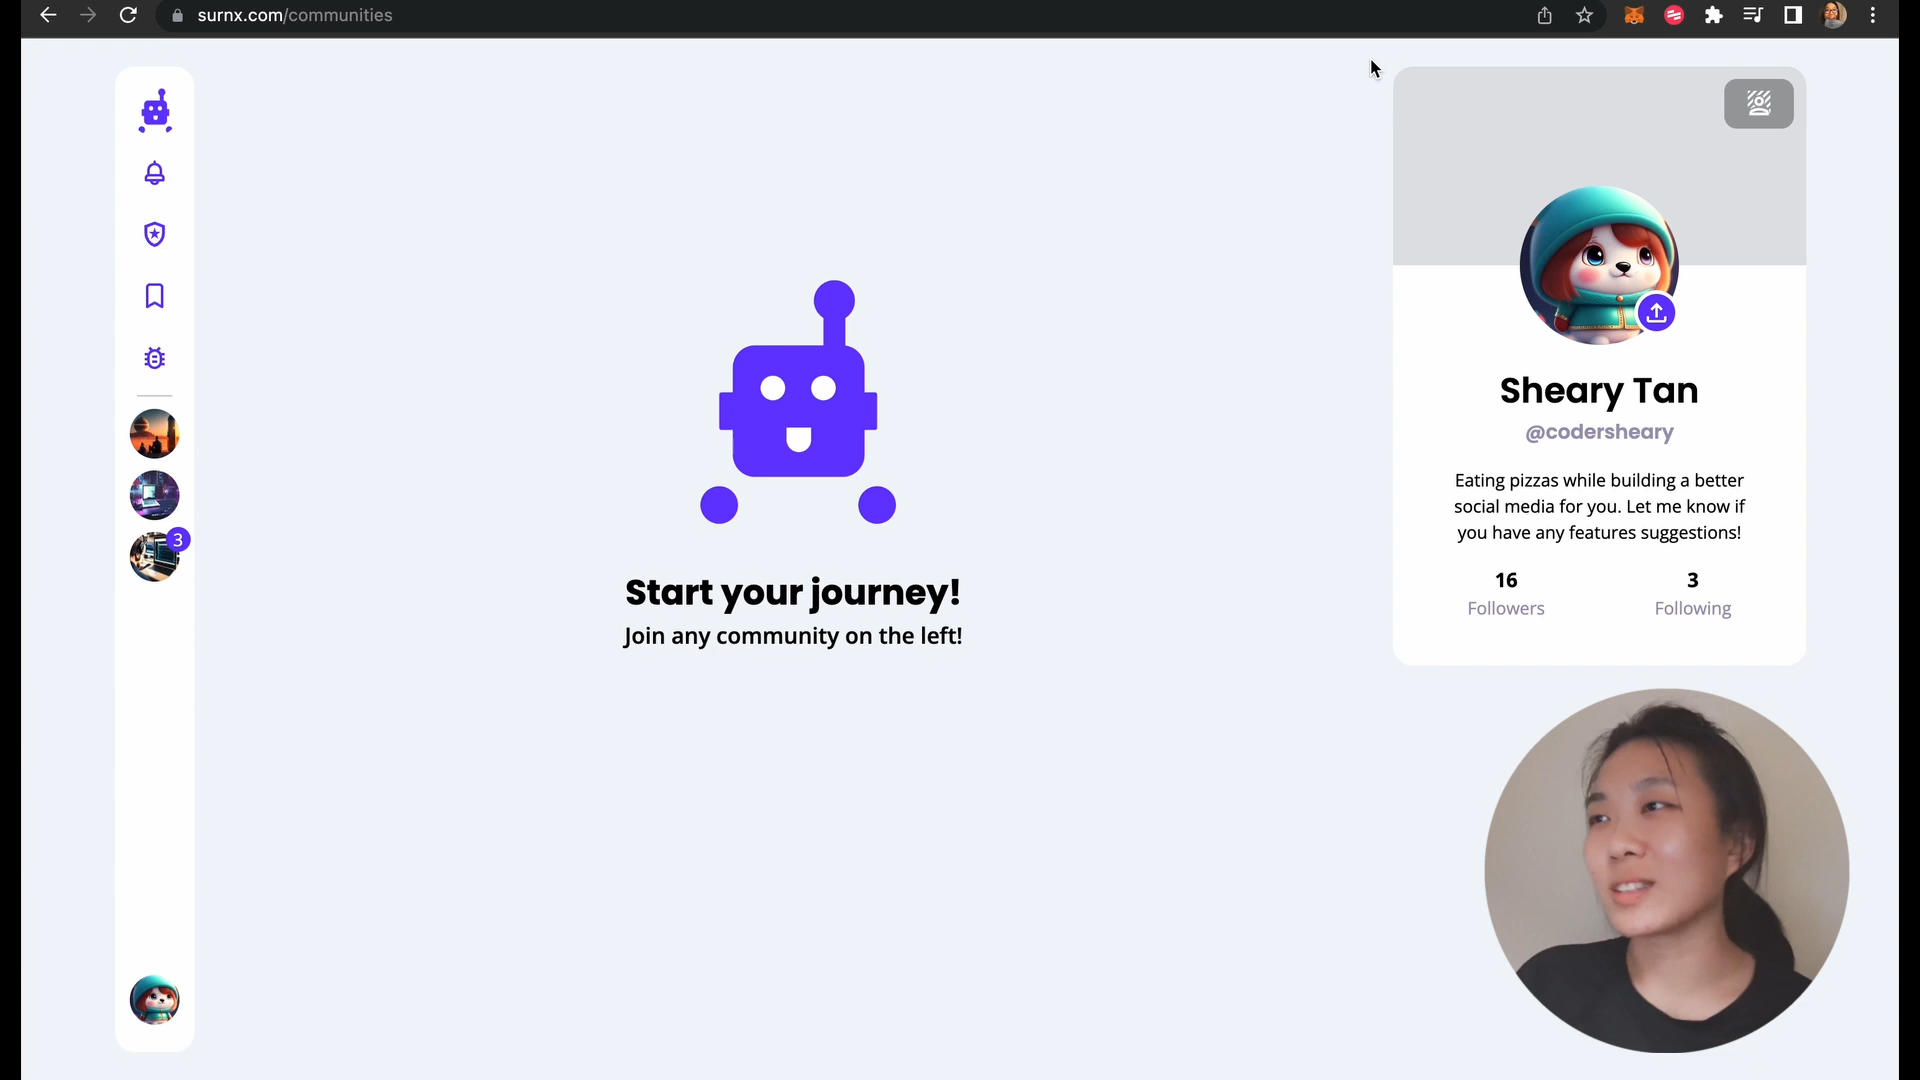 surnx.com/communities
3
Start your journey!
Join any community on the left!
Sheary Tan
@codersheary
Eating pizzas while building a better
social media for you. Let me know if
you have any features suggestions!
16
Followers
3
Following